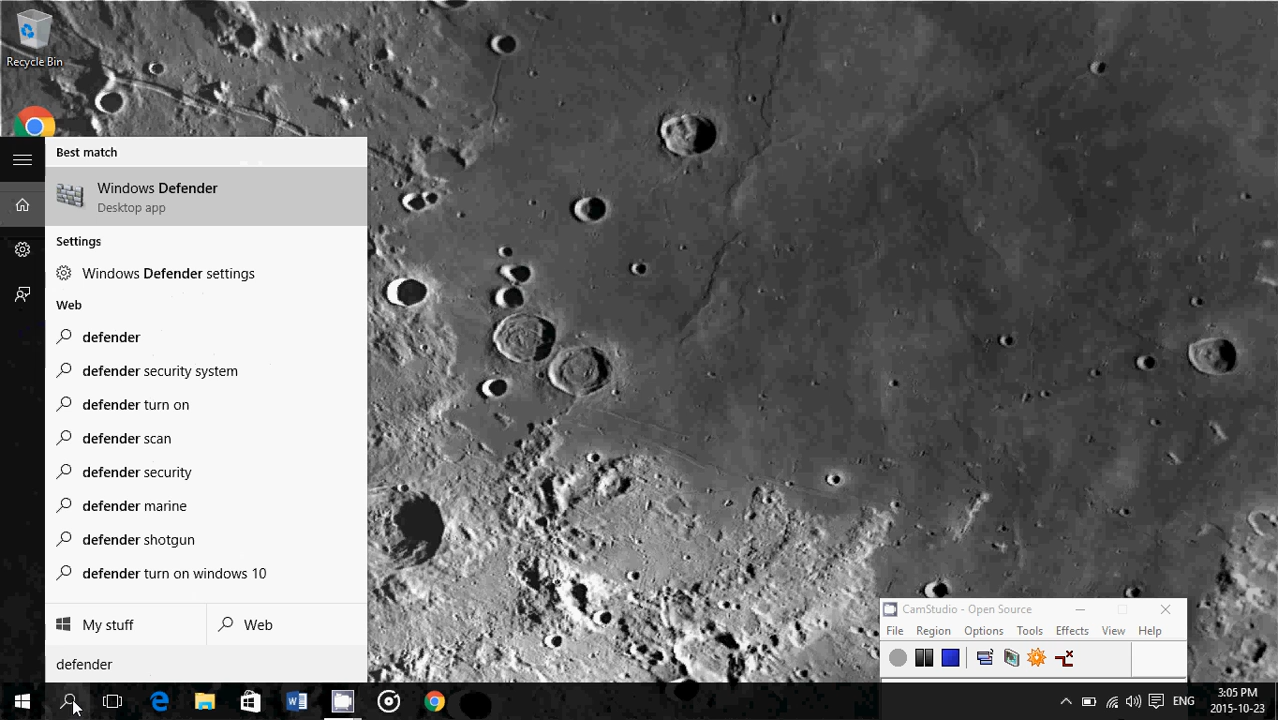 Recycle Bin
Best match
Windows Defender
Desktop app
Settings
Windows Defender settings
Web
defender
defender security system
defender turn on
defender scan
defender security
defender marine
defender shotgun
defender turn on windows 10
My stuff
Web
defender
CamStudio - Open Source
File Region Options Tools Effects View Help
ENG
3:05 PM
2015-10-23